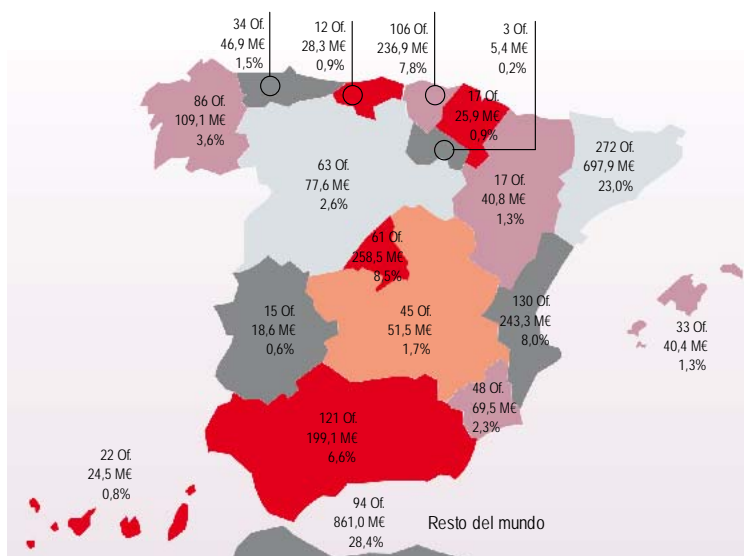 34 Of.
46,9 M€
1,5%
12 Of.
28,3 M€
0,9%
106 Of.
236,9 M€
7,8%
3 Of.
5,4 M€
0,2%
86 Of.
109,1 M€
3,6%
17 Of.
25,9 M€
0,9%
63 Of.
77,6 M€
2,6%
17 Of.
40,8 M€
1,3%
272 Of.
697,9 M€
23,0%
61 Of.
258,5 M€
8,5%
15 Of.
18,6 M€
0,6%
45 Of.
51,5 M€
1,7%
130 Of.
243,3 M€
8,0%
33 Of.
40,4 M€
1,3%
48 Of.
69,5 M€
2,3%
121 Of.
199,1 M€
6,6%
22 Of.
24,5 M€
0,8%
94 Of.
861,0 M€
28,4%
Resto del mundo